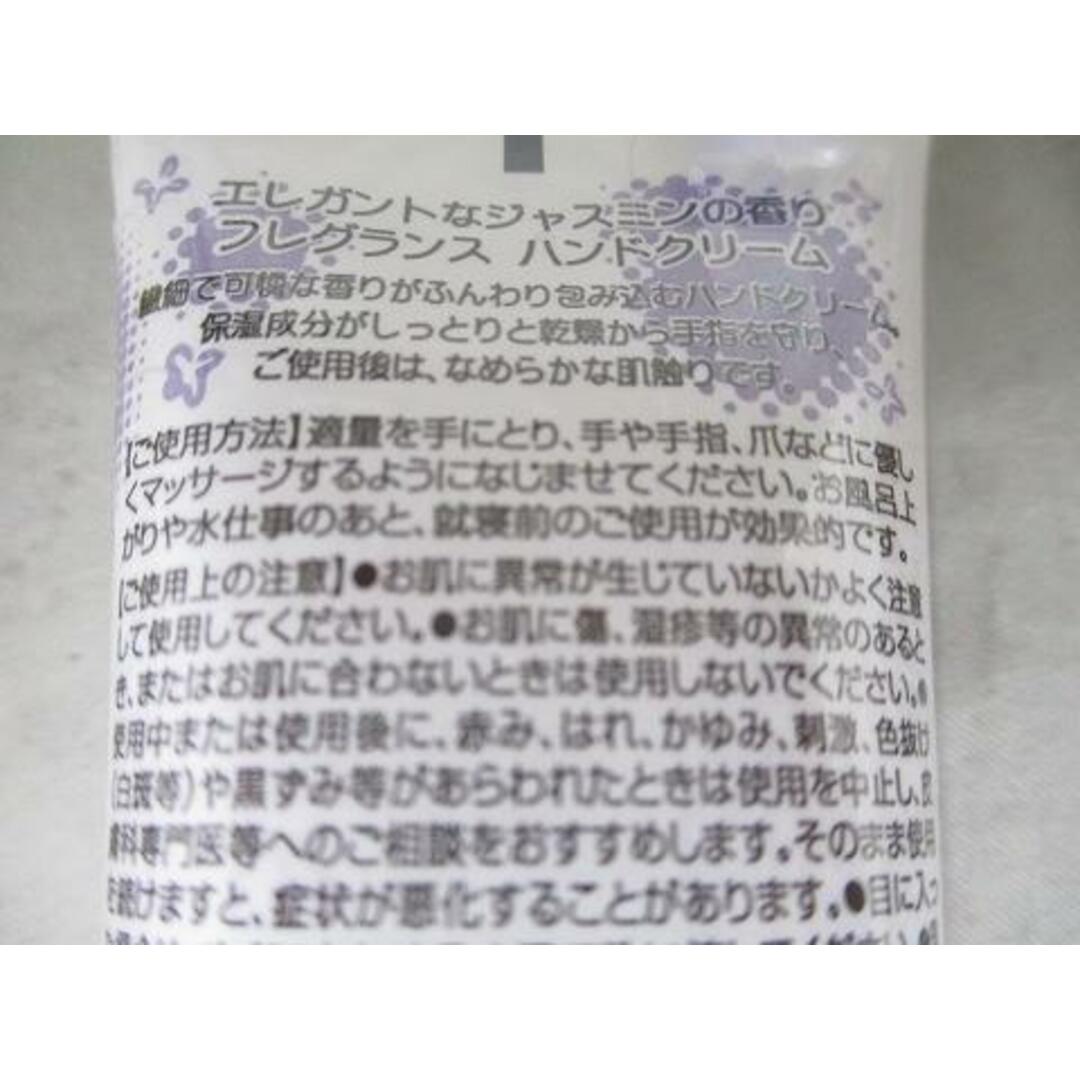 エレガントなジャスミンの香り
フレグランス ハンドクリーム
繊細で可憐な香りがふんわり包み込むハンドクリーム。
保湿成分がしっとりと乾燥から手指を守り、
ご使用後は、なめらかな肌触りです。
【ご使用方法】適量を手にとり、手や手指、爪などに優し
くマッサージするようになじませてください。お風呂上
がりや水仕事のあと、就寝前のご使用が効果的です。
【ご使用上の注意】●お肌に異常が生じていないかよく注意
して使用してください。●お肌に傷、湿疹等の異常のあると
き、またはお肌に合わないときは使用しないでください。●
使用中または使用後に、赤み、はれ、かゆみ、刺激、色抜け
(白斑等)や黒ずみ等があらわれたときは使用を中止し、皮
膚科専門医等へのご相談をおすすめします。そのまま使用
を続けますと、症状が悪化することがあります。●目に入っ